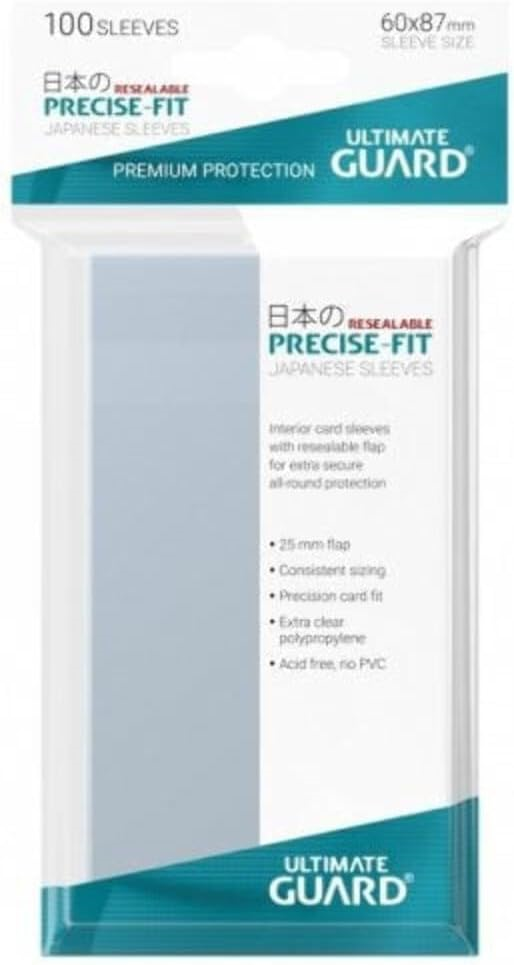 100 SLEEVES
60x87mm
SLEEVE SIZE
日本の RESEALABLE
PRECISE-FIT
JAPANESE SLEEVES
PREMIUM PROTECTION
ULTIMATE
GUARD®
日本の RESEALABLE
PRECISE-FIT
JAPANESE SLEEVES
Interior card sleeves
with resealable flap
for extra secure
all-round protection
• 25 mm flap
• Consistent sizing
• Precision card fit
• Extra clear
polypropylene
• Acid free, no PVC
ULTIMATE
GUARD®